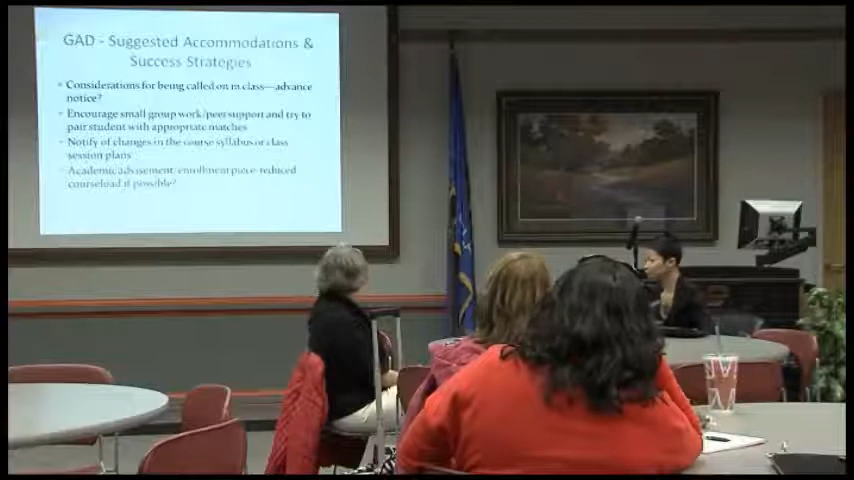 GAD - Suggested Accommodations &
Success Strategies
• Considerations for being called on in class—advance
notice?
• Encourage small group work/peer support and try to
pair student with appropriate matches
• Notify of changes in the course syllabus or class
session plans
• Academic advisement/enrollment piece-reduced
courseload if possible?